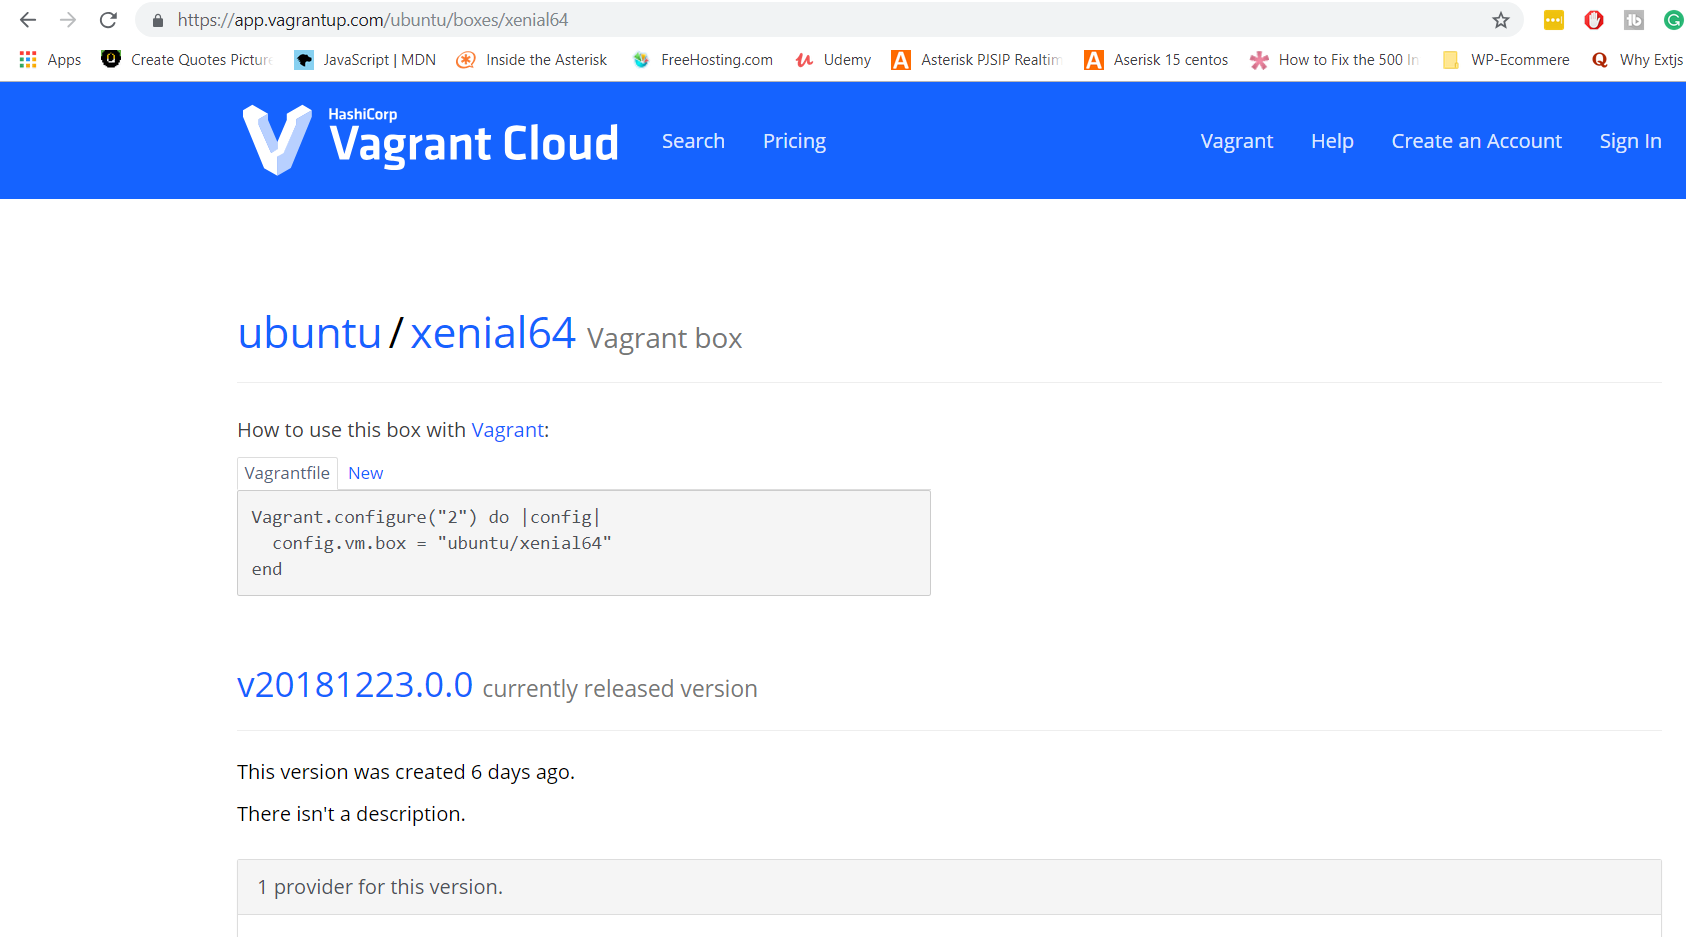 https://app.vagrantup.com/ubuntu/boxes/xenial64
Apps Create Quotes Pictur JavaScript | MDN Inside the Asterisk FreeHosting.com Udemy Asterisk PJSIP Realtim Aserisk 15 centos How to Fix the 500 In WP-Ecommere Why Extjs
HashiCorp
Vagrant Cloud Search Pricing Vagrant Help Create an Account Sign In
ubuntu/xenial64 Vagrant box
How to use this box with Vagrant:
Vagrantfile New
Vagrant.configure("2") do |config|
config.vm.box = "ubuntu/xenial64"
end
v20181223.0.0 currently released version
This version was created 6 days ago.
There isn't a description.
1 provider for this version.